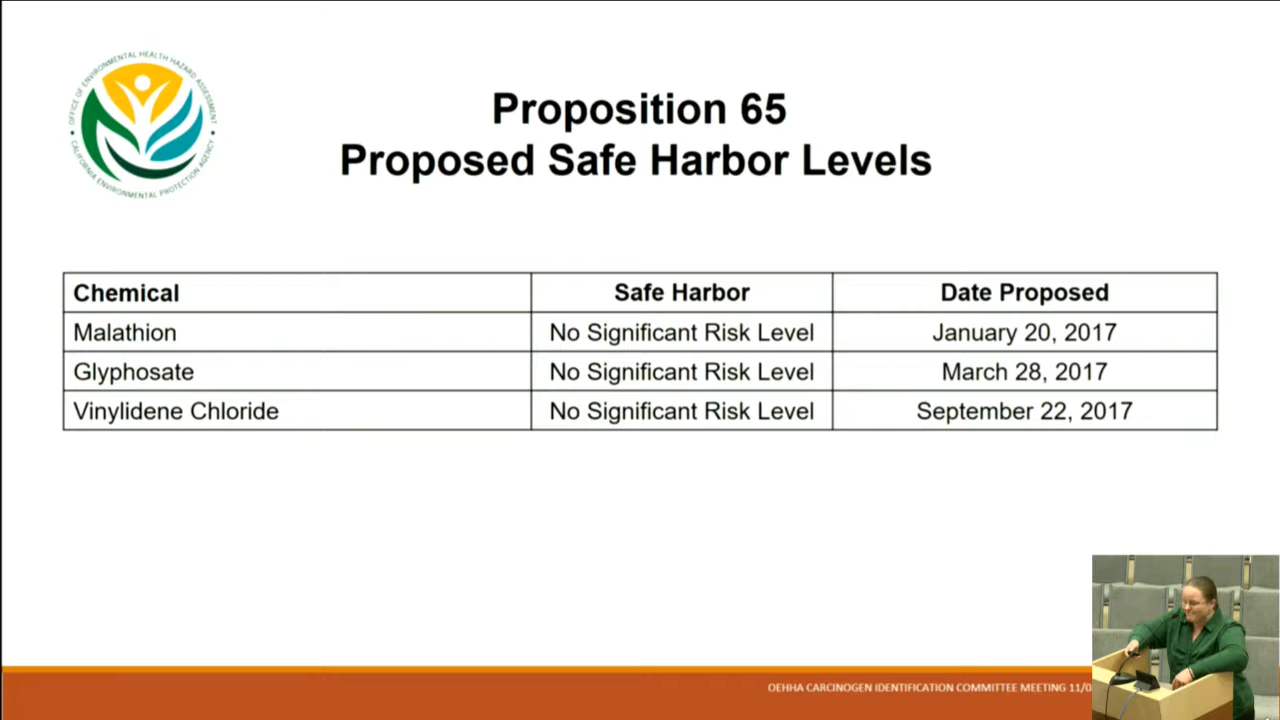 OFFICE OF ENVIRONMENTAL HEALTH HAZARD ASSESSMENT
CALIFORNIA ENVIRONMENTAL PROTECTION AGENCY
Proposition 65
Proposed Safe Harbor Levels
Chemical Safe Harbor Date Proposed
Malathion No Significant Risk Level January 20, 2017
Glyphosate No Significant Risk Level March 28, 2017
Vinylidene Chloride No Significant Risk Level September 22, 2017
OEHHA CARCINOGEN IDENTIFICATION COMMITTEE MEETING 11/0